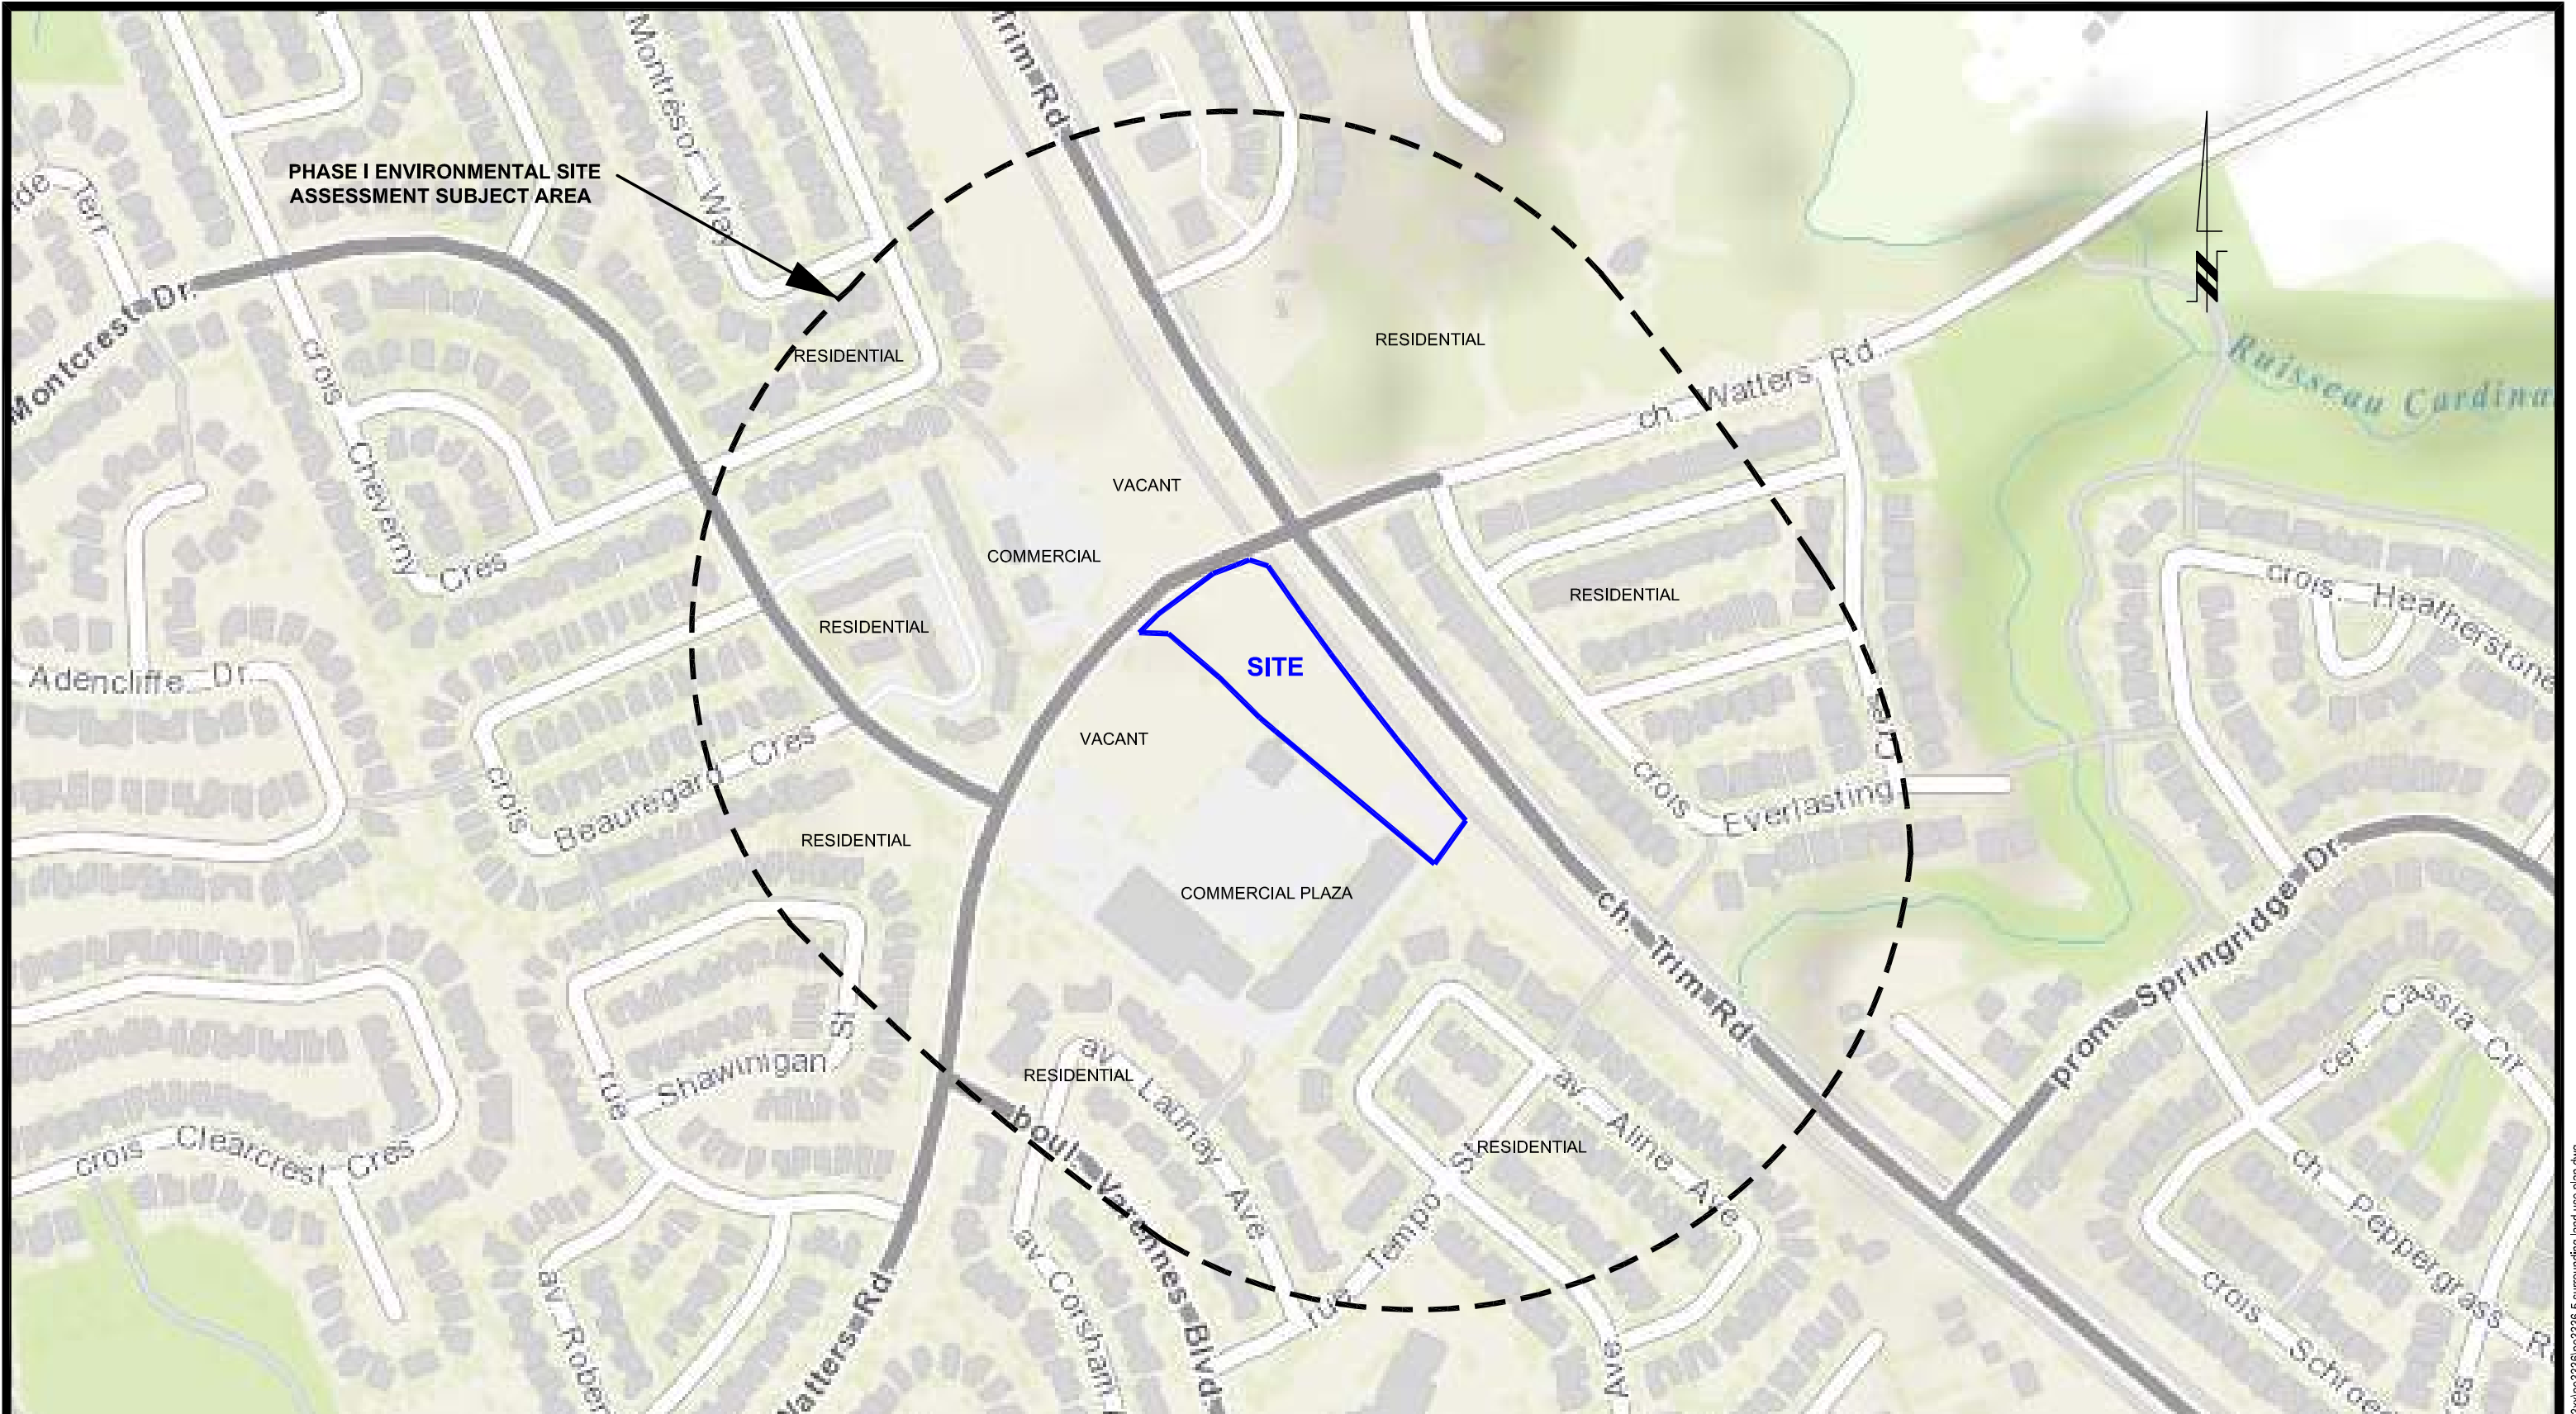 Trim Rd.
Montresor Way
PHASE I ENVIRONMENTAL SITE
ASSESSMENT SUBJECT AREA
Terr
Montcrest Dr.
RESIDENTIAL
RESIDENTIAL
ch. Watters Rd
Ruisseau Cardina
crois Cheverny Cres
VACANT
COMMERCIAL
RESIDENTIAL
RESIDENTIAL
crois. Heatherstone
SITE
Adencliffe Dr.
VACANT
crois Beauregard Cres
crois Everlasting Cres
RESIDENTIAL
COMMERCIAL PLAZA
ch. Trim Rd
prom. Springridge Dr.
rue Shawinigan St
av Launay Ave
RESIDENTIAL
av. Aline Ave
RESIDENTIAL
cer Cassia Cir
boul. Varennes Blvd.
crois Clearcrest Cres
rue Tempo St
ch Peppergrass R
av. Corsham
Watters Rd
av. Rober
Ave
crois. Schroe
es